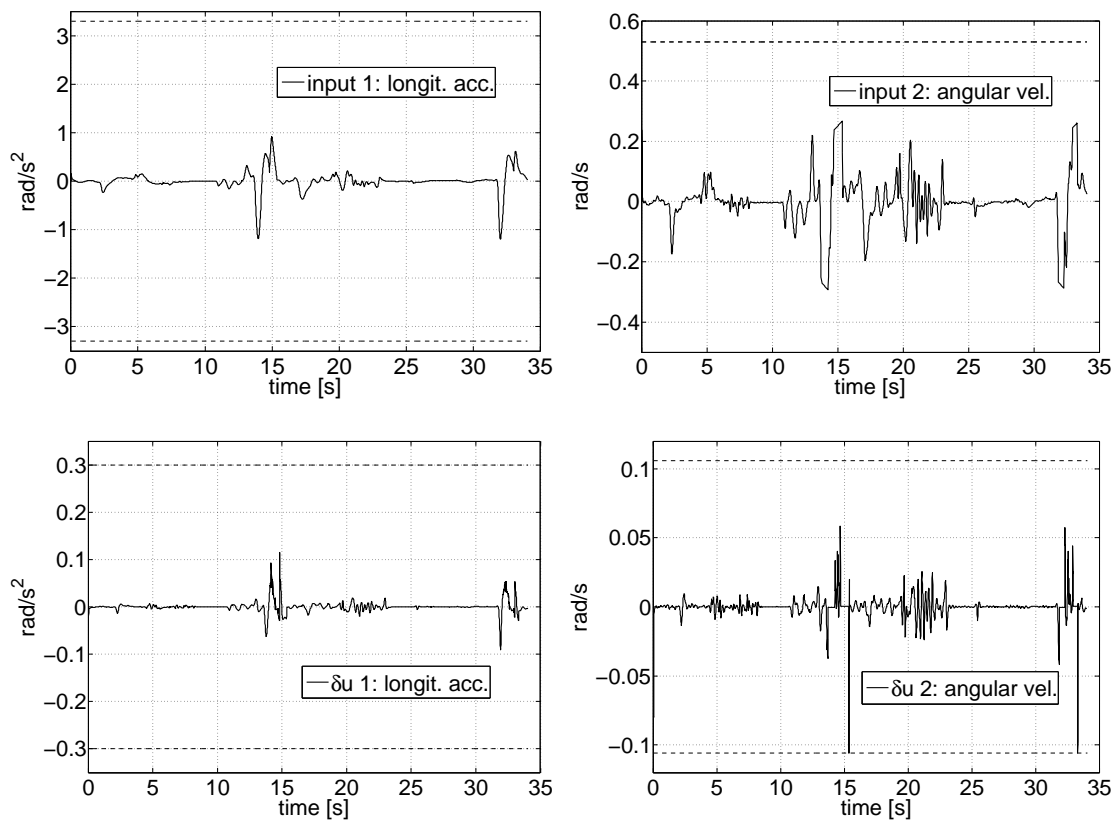 3
2
1
0
−1
−2
−3
rad/s²
input 1: longit. acc.
0 5 10 15 20 25 30 35
time [s]
0.6
0.4
0.2
0
−0.2
−0.4
rad/s
input 2: angular vel.
0 5 10 15 20 25 30 35
time [s]
0.3
0.2
0.1
0
−0.1
−0.2
−0.3
rad/s²
δu 1: longit. acc.
0 5 10 15 20 25 30 35
time [s]
0.1
0.05
0
−0.05
−0.1
rad/s
δu 2: angular vel.
0 5 10 15 20 25 30 35
time [s]